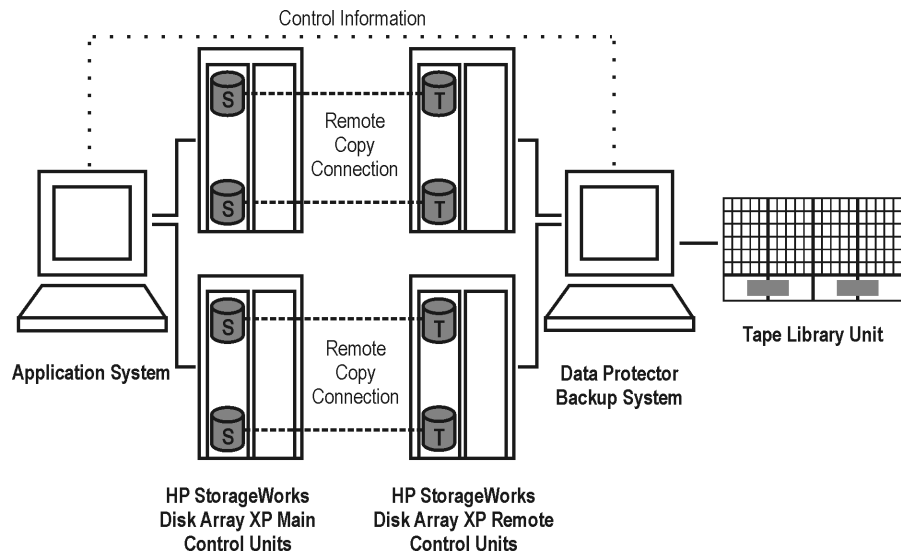 Control Information
S
T
Remote
Copy
Connection
S
T
S
T
Remote
Copy
Connection
S
T
Tape Library Unit
Application System
Data Protector
Backup System
HP StorageWorks
Disk Array XP Main
Control Units
HP StorageWorks
Disk Array XP Remote
Control Units